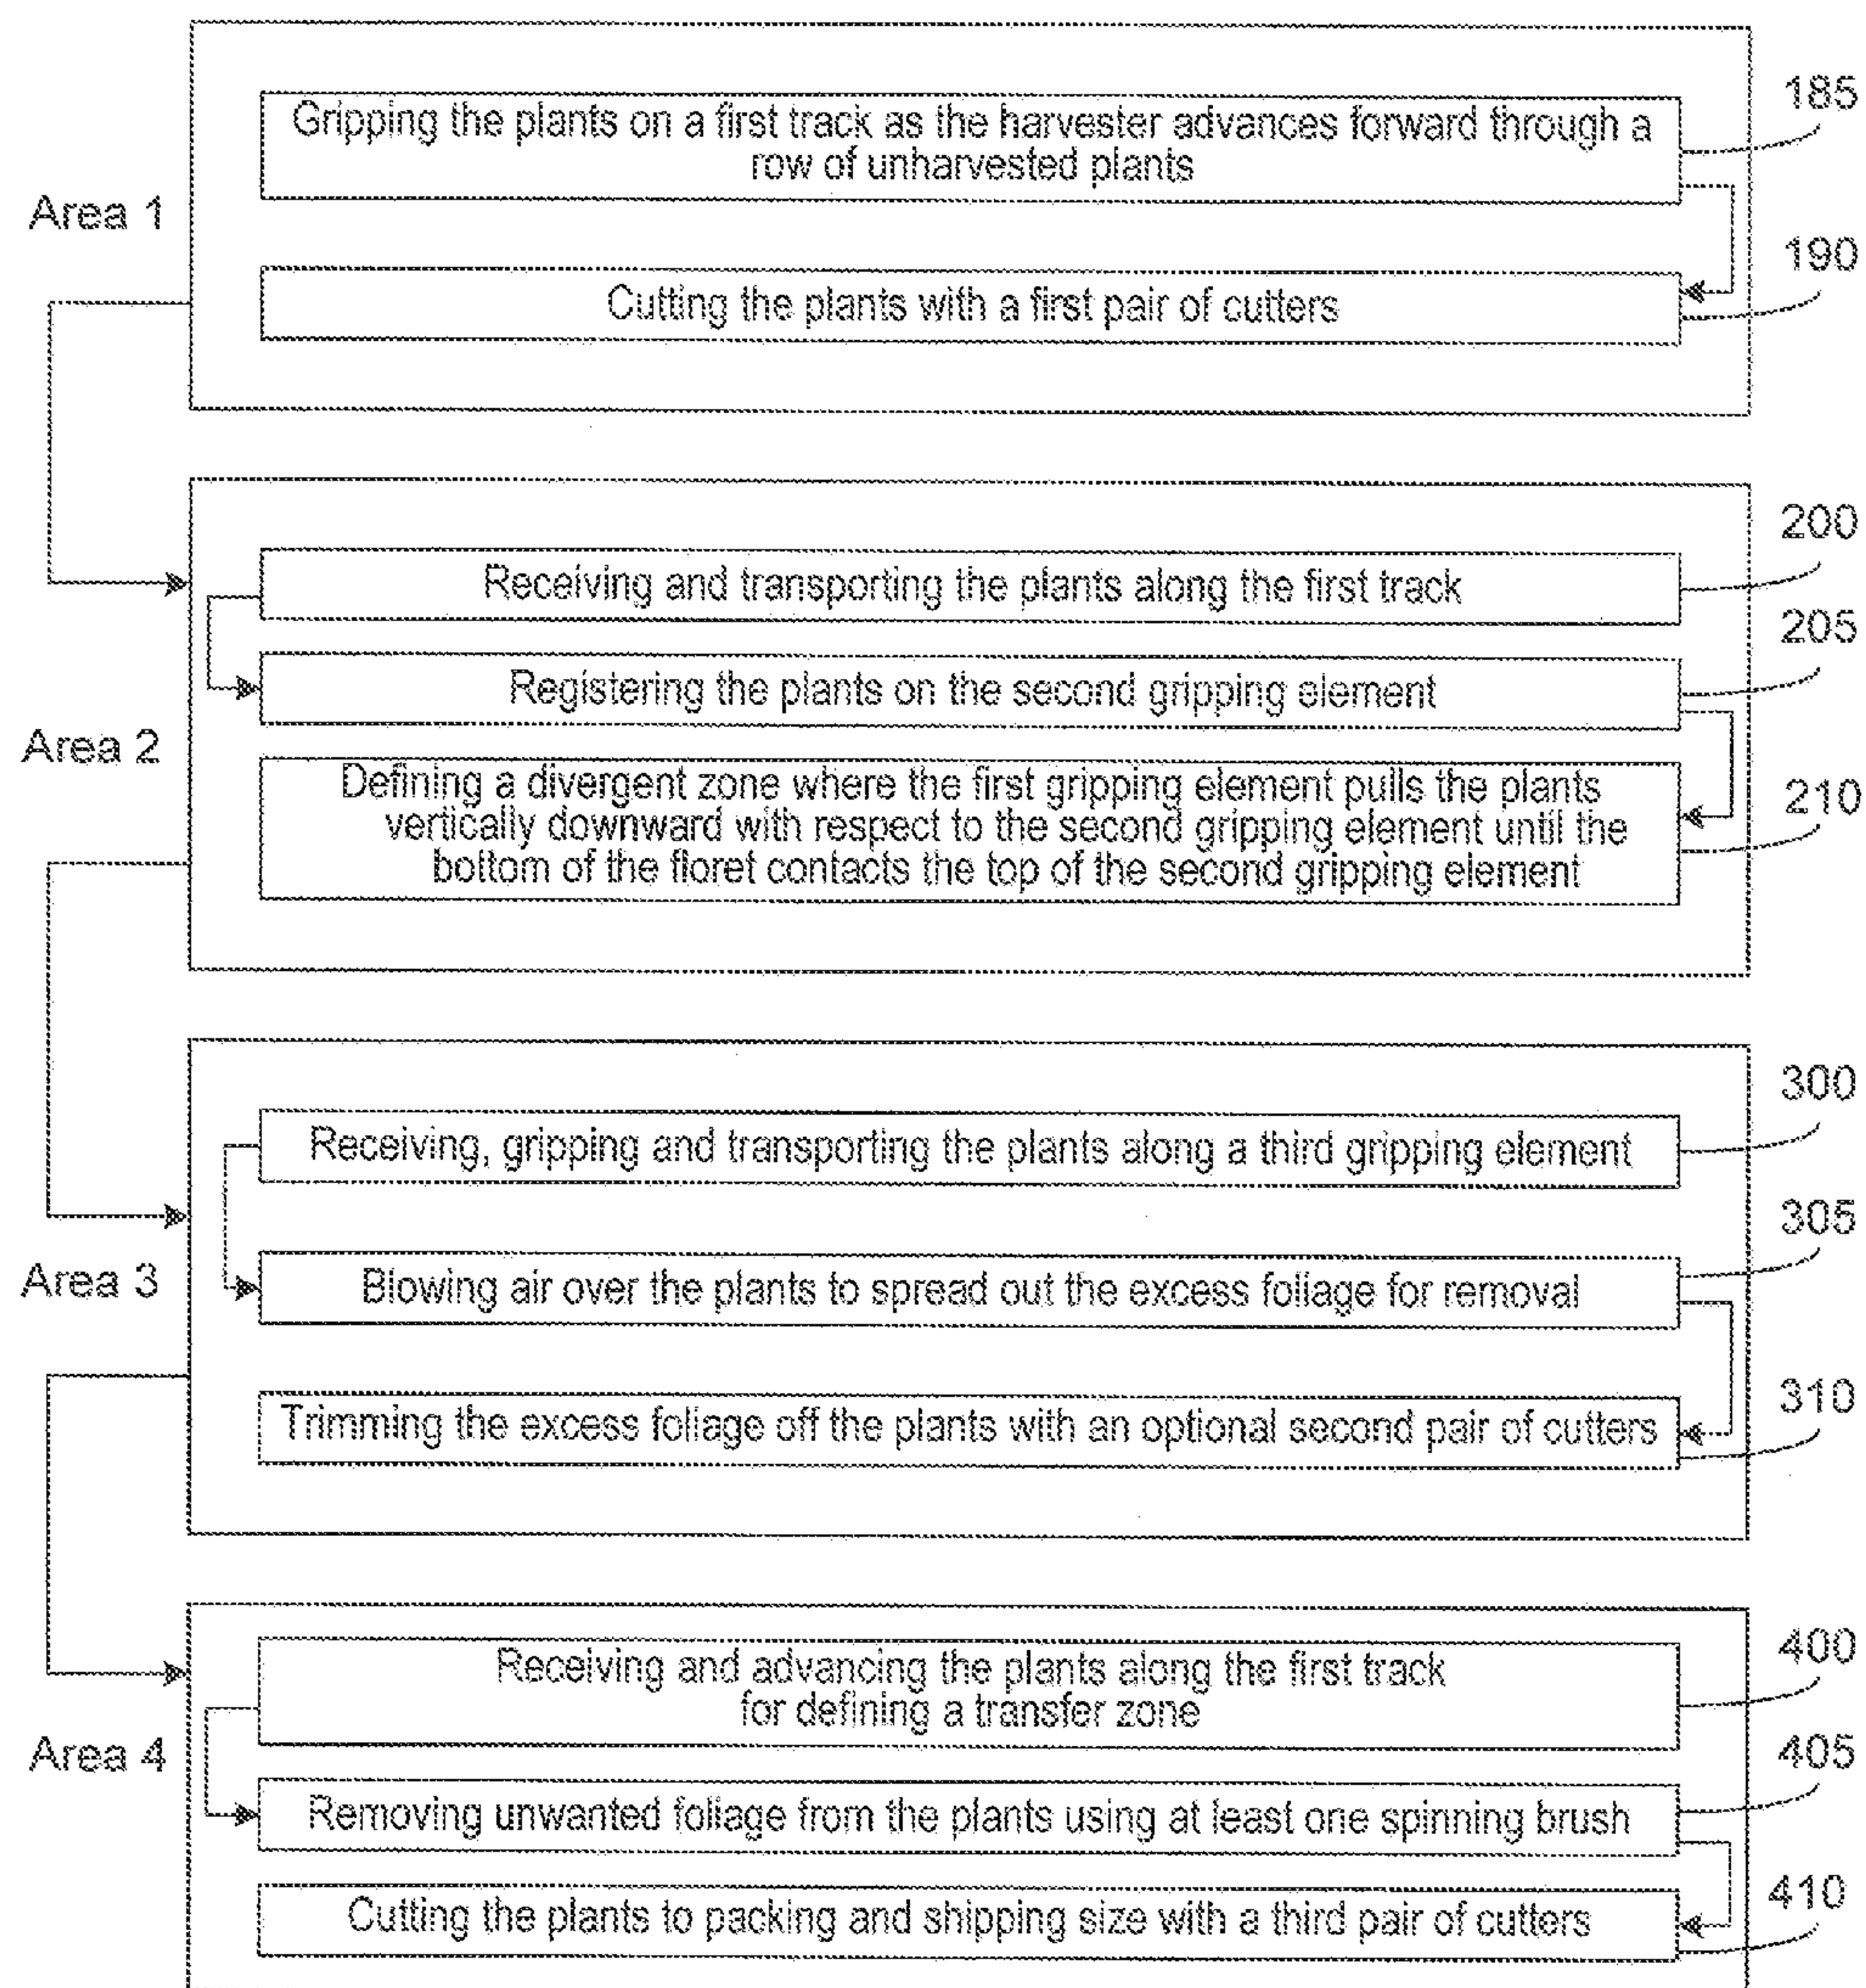 185
Gripping the plants on a first track as the harvester advances forward through a
row of unharvested plants
Area 1
190
Cutting the plants with a first pair of cutters
200
Receiving and transporting the plants along the first track
205
Registering the plants on the second gripping element
Area 2
210
Defining a divergent zone where the first gripping element pulls the plants
vertically downward with respect to the second gripping element until the
bottom of the floret contacts the top of the second gripping element
300
Receiving, gripping and transporting the plants along a third gripping element
305
Area 3
Blowing air over the plants to spread out the excess foliage for removal
310
Trimming the excess foliage off the plants with an optional second pair of cutters
400
Receiving and advancing the plants along the first track
for defining a transfer zone
Area 4
405
Removing unwanted foliage from the plants using at least one spinning brush
410
Cutting the plants to packing and shipping size with a third pair of cutters